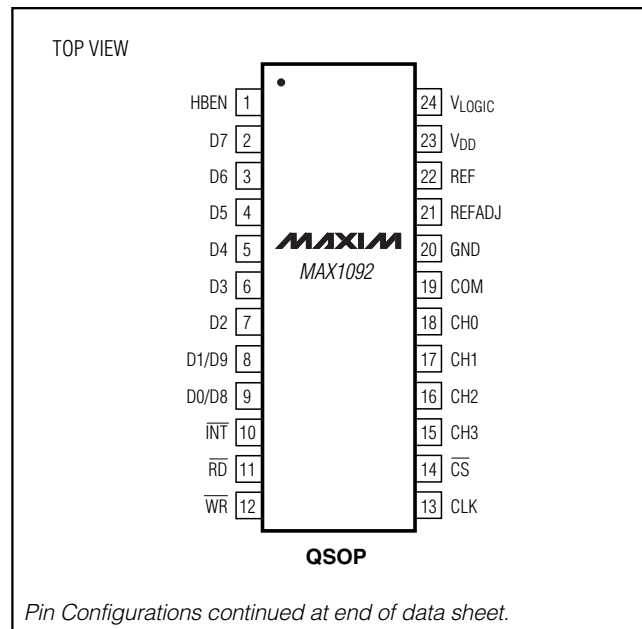 TOP VIEW
HBEN 1
D7 2
D6 3
D5 4
D4 5
D3 6
D2 7
D1/D9 8
D0/D8 9
INT 10
RD 11
WR 12
MAXIM
MAX1092
24 VLOGIC
23 VDD
22 REF
21 REFADJ
20 GND
19 COM
18 CH0
17 CH1
16 CH2
15 CH3
14 CS
13 CLK
QSOP
Pin Configurations continued at end of data sheet.